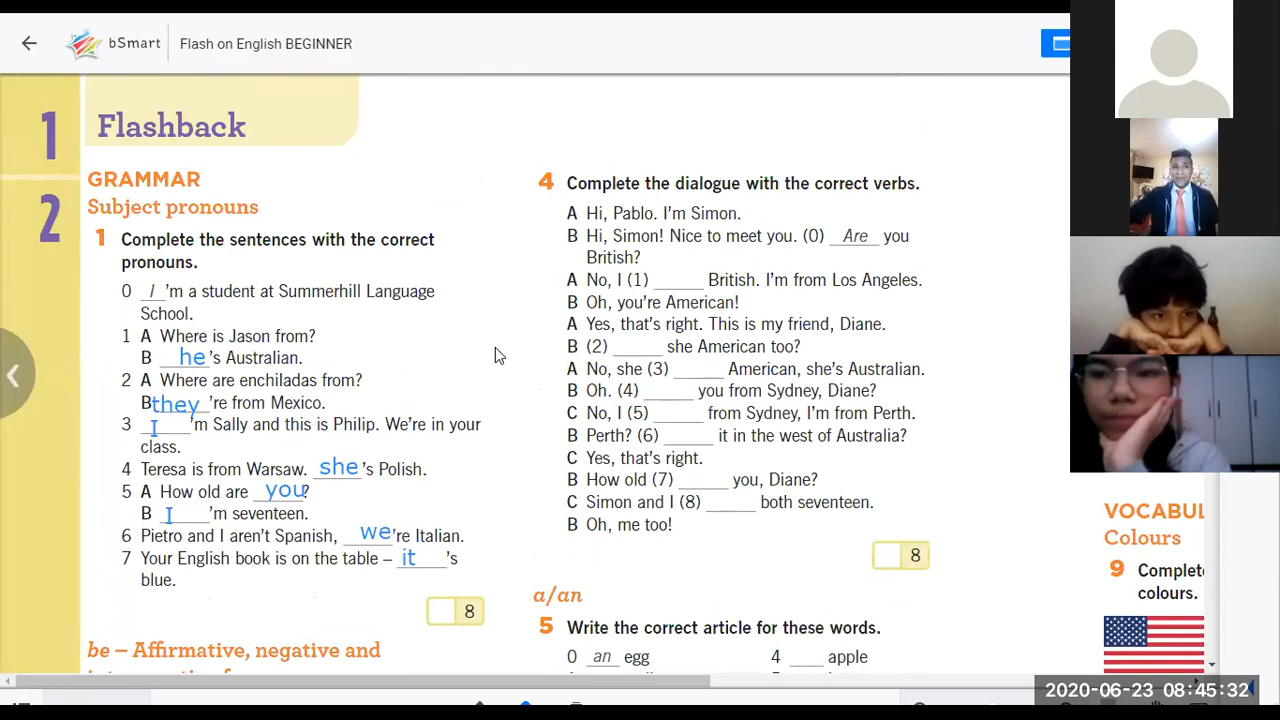 bSmart
Flash on English BEGINNER
1
Flashback
2
GRAMMAR
Subject pronouns
1 Complete the sentences with the correct
pronouns.
0 I 'm a student at Summerhill Language
School.
1 A Where is Jason from?
B he 's Australian.
2 A Where are enchiladas from?
B they 're from Mexico.
3 I 'm Sally and this is Philip. We're in your
class.
4 Teresa is from Warsaw. she 's Polish.
5 A How old are you?
B I 'm seventeen.
6 Pietro and I aren't Spanish, we 're Italian.
7 Your English book is on the table – it 's
blue.
8
be – Affirmative, negative and
4 Complete the dialogue with the correct verbs.
A Hi, Pablo. I'm Simon.
B Hi, Simon! Nice to meet you. (0) Are you
British?
A No, I (1) _____ British. I'm from Los Angeles.
B Oh, you're American!
A Yes, that's right. This is my friend, Diane.
B (2) _____ she American too?
A No, she (3) _____ American, she's Australian.
B Oh. (4) _____ you from Sydney, Diane?
C No, I (5) _____ from Sydney, I'm from Perth.
B Perth? (6) _____ it in the west of Australia?
C Yes, that's right.
B How old (7) _____ you, Diane?
C Simon and I (8) _____ both seventeen.
B Oh, me too!
8
a/an
5 Write the correct article for these words.
0 an egg
4 ___ apple
VOCABUL
Colours
9 Complet
colours.
2020-06-23 08:45:32